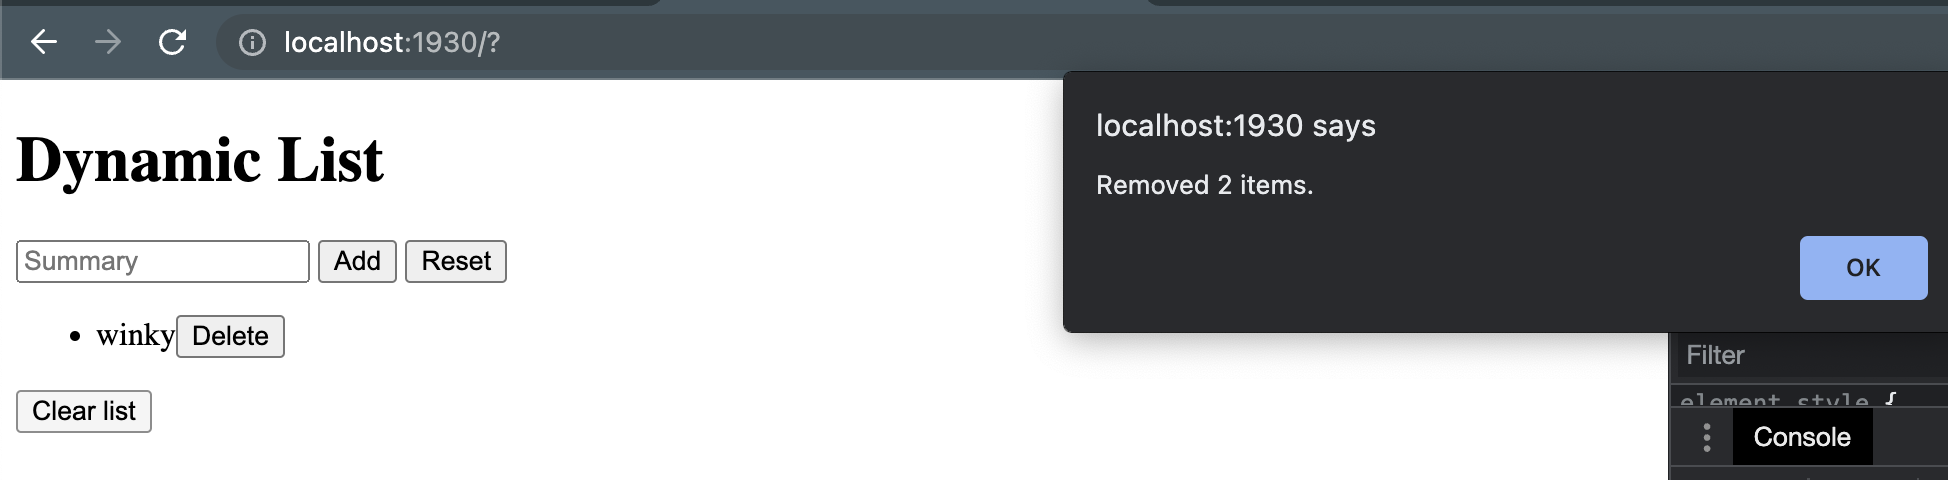 localhost:1930/?
localhost:1930 says
Removed 2 items.
OK
Dynamic List
Summary Add Reset
winky Delete
Clear list
Filter
element.style {
Console